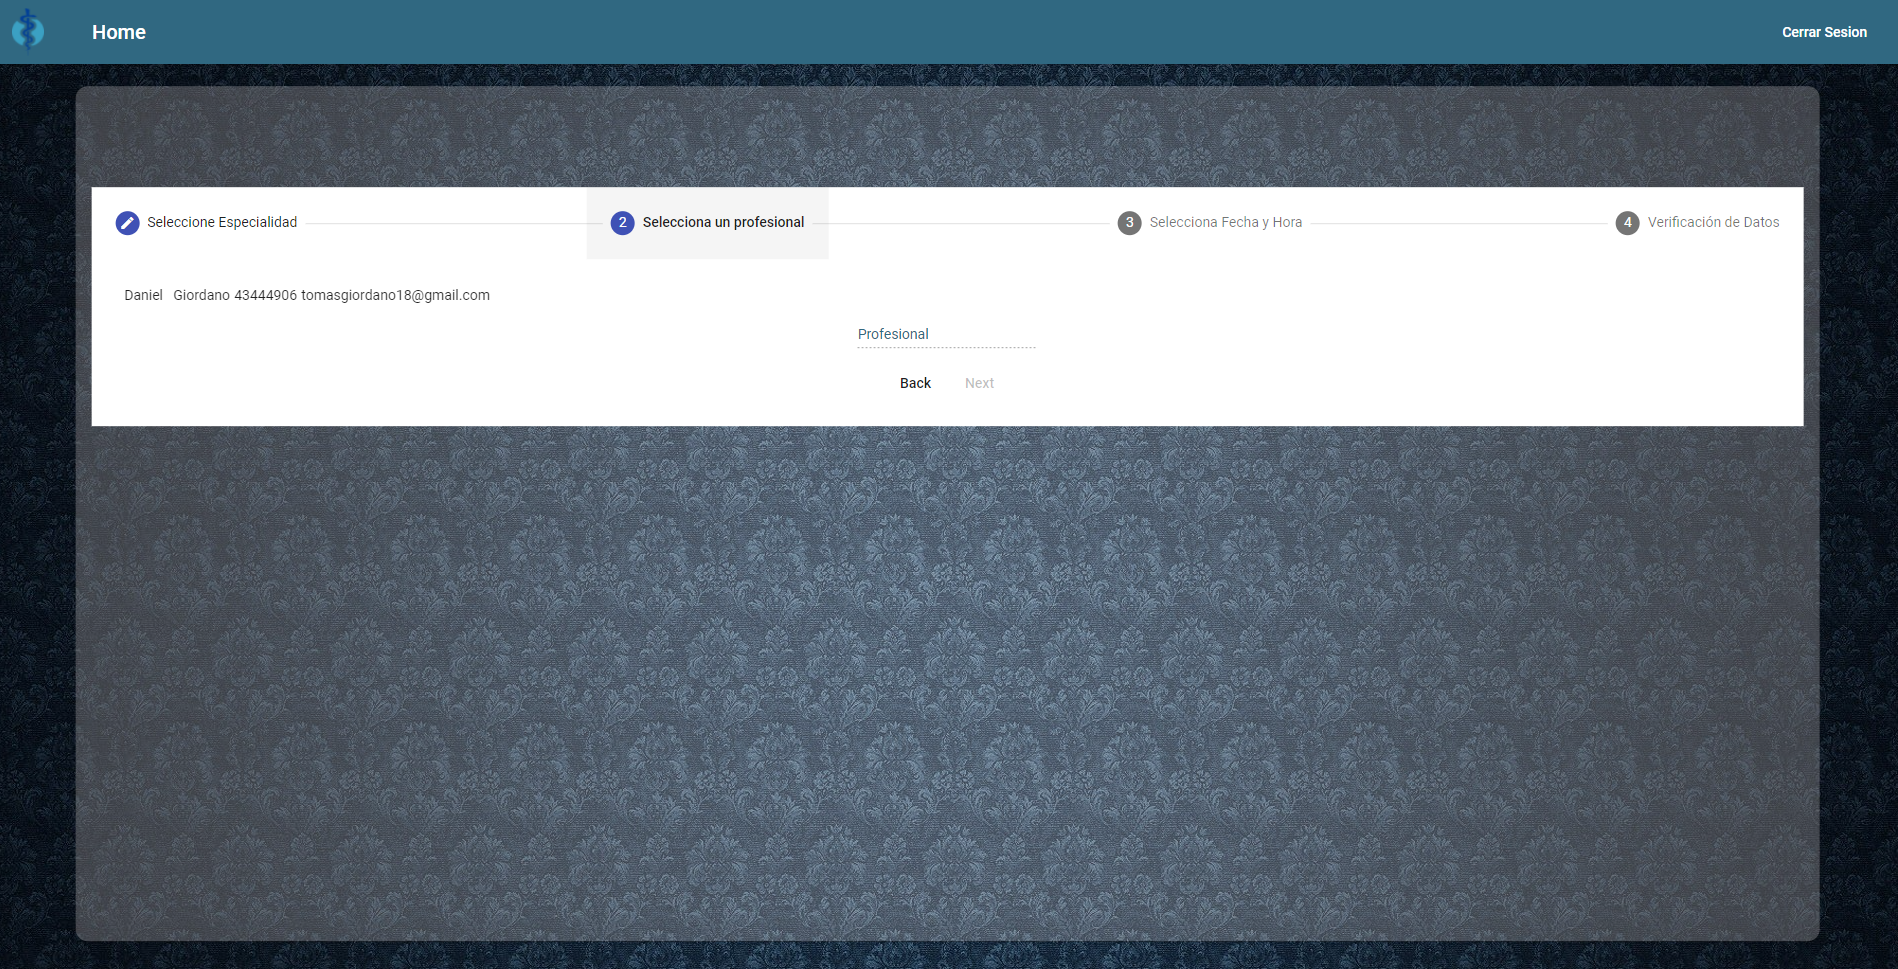 Home
Cerrar Sesion
Seleccione Especialidad
2 Selecciona un profesional
3 Selecciona Fecha y Hora
4 Verificación de Datos
Daniel Giordano 43444906 tomasgiordano18@gmail.com
Profesional
Back Next